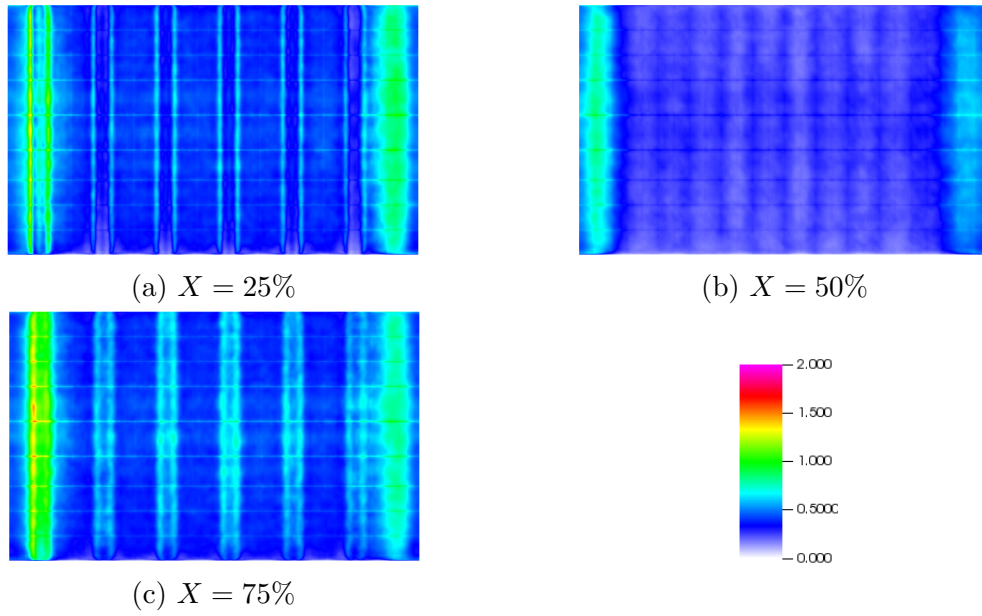 (a) X = 25%
(b) X = 50%
2.000
1.500
1.000
0.5000
0.000
(c) X = 75%